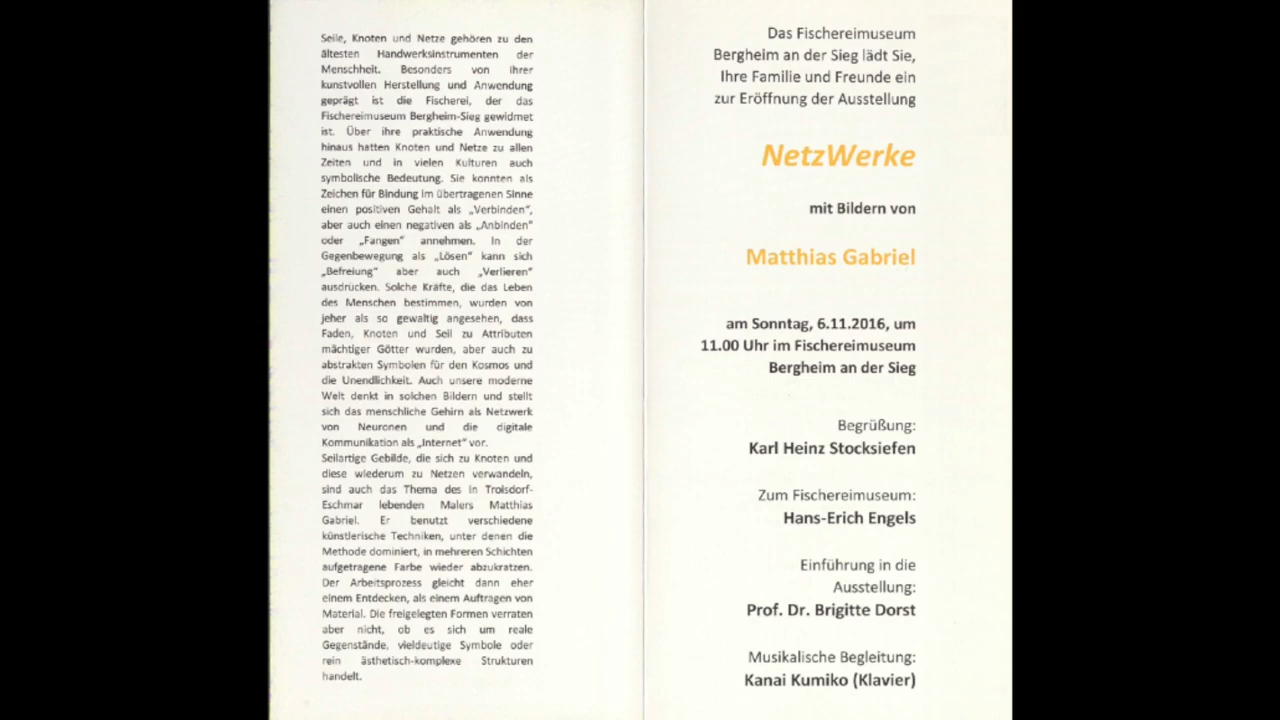 Seile, Knoten und Netze gehören zu den
ältesten Handwerksinstrumenten der
Menschheit. Besonders von ihrer
kunstvollen Herstellung und Anwendung
geprägt ist die Fischerei, der das
Fischereimuseum Bergheim-Sieg gewidmet
ist. Über ihre praktische Anwendung
hinaus hatten Knoten und Netze zu allen
Zeiten und in vielen Kulturen auch
symbolische Bedeutung. Sie konnten als
Zeichen für Bindung im übertragenen Sinne
einen positiven Gehalt als „Verbinden“,
aber auch einen negativen als „Anbinden“
oder „Fangen“ annehmen. In der
Gegenbewegung als „Lösen“ kann sich
„Befreiung“ aber auch „Verlieren“
ausdrücken. Solche Kräfte, die das Leben
des Menschen bestimmen, wurden von
jeher als so gewaltig angesehen, dass
Faden, Knoten und Seil zu Attributen
mächtiger Götter wurden, aber auch zu
abstrakten Symbolen für den Kosmos und
die Unendlichkeit. Auch unsere moderne
Welt denkt in solchen Bildern und stellt
sich das menschliche Gehirn als Netzwerk
von Neuronen und die digitale
Kommunikation als „Internet“ vor.
Seilartige Gebilde, die sich zu Knoten und
diese wiederum zu Netzen verwandeln,
sind auch das Thema des in Troisdorf-
Eschmar lebenden Malers Matthias
Gabriel. Er benutzt verschiedene
künstlerische Techniken, unter denen die
Methode dominiert, in mehreren Schichten
aufgetragene Farbe wieder abzukratzen.
Der Arbeitsprozess gleicht dann eher
einem Entdecken, als einem Auftragen von
Material. Die freigelegten Formen verraten
aber nicht, ob es sich um reale
Gegenstände, vieldeutige Symbole oder
rein ästhetisch-komplexe Strukturen
handelt.
Das Fischereimuseum
Bergheim an der Sieg lädt Sie,
Ihre Familie und Freunde ein
zur Eröffnung der Ausstellung
NetzWerke
mit Bildern von
Matthias Gabriel
am Sonntag, 6.11.2016, um
11.00 Uhr im Fischereimuseum
Bergheim an der Sieg
Begrüßung:
Karl Heinz Stocksiefen
Zum Fischereimuseum:
Hans-Erich Engels
Einführung in die
Ausstellung:
Prof. Dr. Brigitte Dorst
Musikalische Begleitung:
Kanai Kumiko (Klavier)